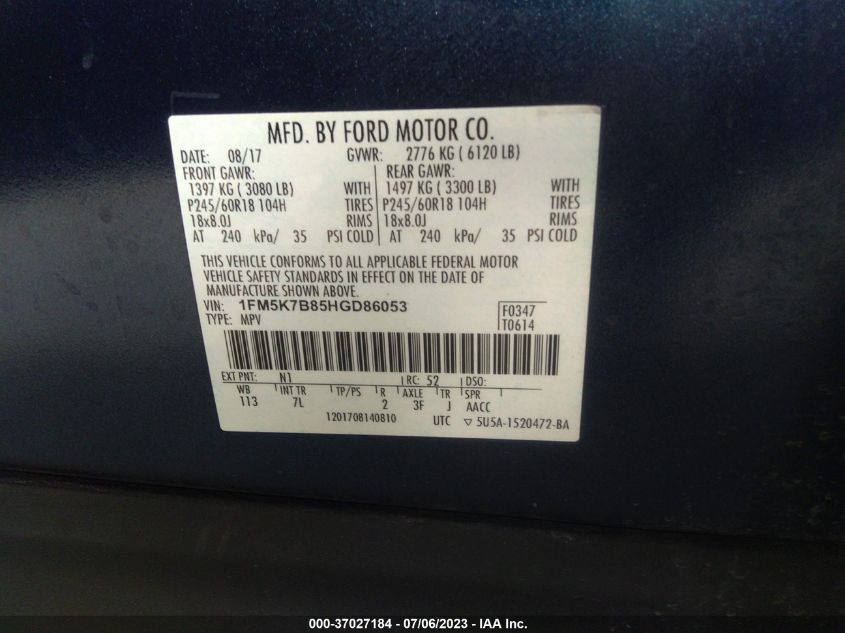 MFD. BY FORD MOTOR CO.
DATE: 08/17 GVWR: 2776 KG ( 6120 LB)
FRONT GAWR: REAR GAWR:
1397 KG ( 3080 LB) WITH 1497 KG ( 3300 LB) WITH
P245/60R18 104H TIRES P245/60R18 104H TIRES
18x8.0J RIMS 18x8.0J RIMS
AT 240 kPa/ 35 PSI COLD AT 240 kPa/ 35 PSI COLD
THIS VEHICLE CONFORMS TO ALL APPLICABLE FEDERAL MOTOR
VEHICLE SAFETY STANDARDS IN EFFECT ON THE DATE OF
MANUFACTURE SHOWN ABOVE.
VIN: 1FM5K7B85HGD86053 F0347
TYPE: MPV T0614
EXT PNT: N1 RC: 52 DSO:
WB INT TR TP/PS R AXLE TR SPR
113 7L 2 3F J AACC
1201708140810 UTC ▽ 5U5A-1520472-BA
000-37027184 - 07/06/2023 - IAA Inc.